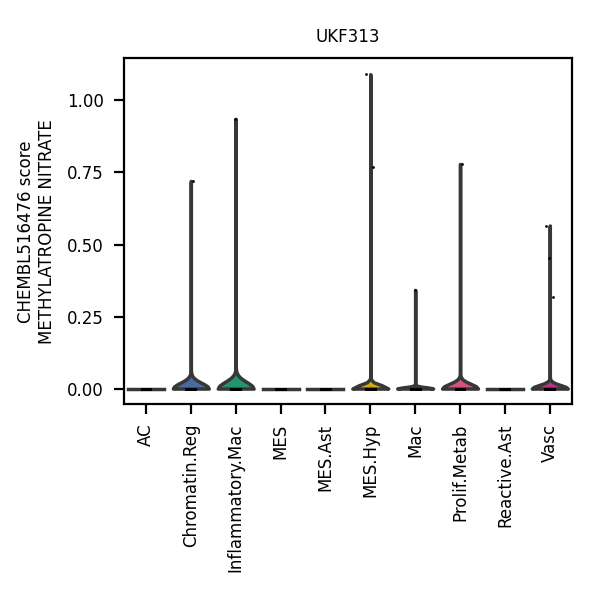 UKF313
CHEMBL516476 score
METHYLATROPINE NITRATE
1.00
0.75
0.50
0.25
0.00
AC
Chromatin.Reg
Inflammatory.Mac
MES
MES.Ast
MES.Hyp
Mac
Prolif.Metab
Reactive.Ast
Vasc